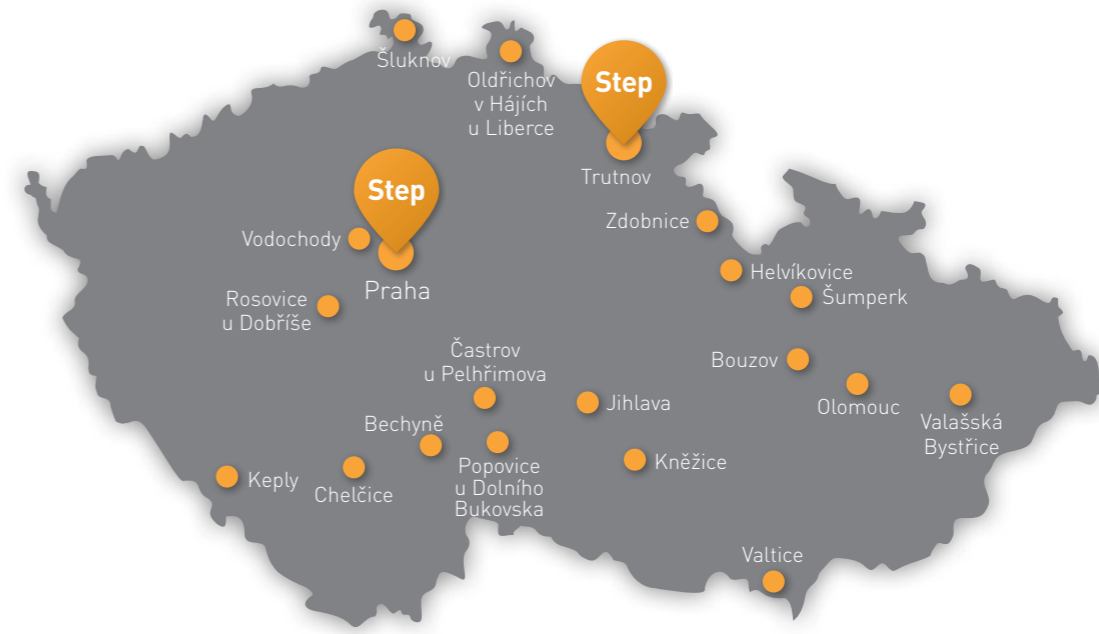 Šluknov
Oldřichov
v Hájích
u Liberce
Step
Trutnov
Step
Praha
Vodochody
Zdobnice
Helvíkovice
Šumperk
Rosovice
u Dobříše
Častrov
u Pelhřimova
Bouzov
Olomouc
Valašská
Bystřice
Jihlava
Bechyně
Popovice
u Dolního
Bukovska
Kněžice
Keply
Chelčice
Valtice